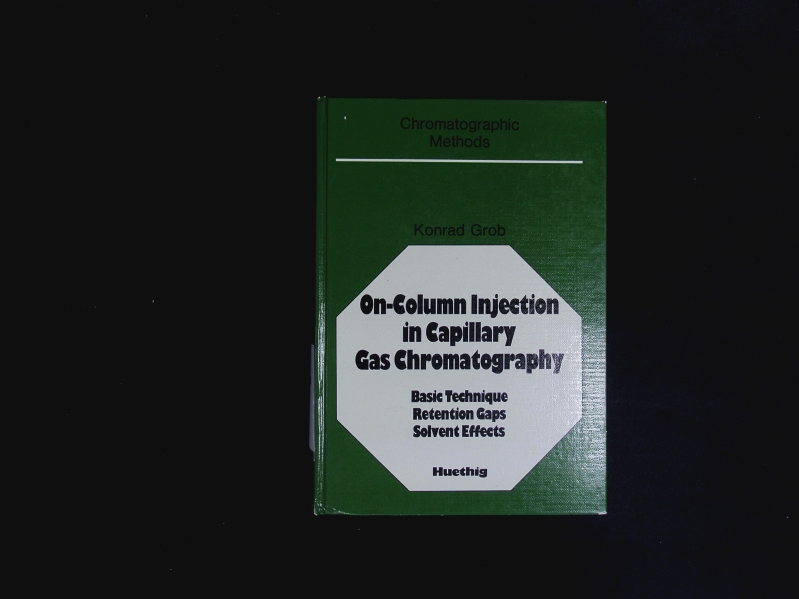 Chromatographic
Methods
Konrad Grob
On-Column Injection
in Capillary
Gas Chromatography
Basic Technique
Retention Gaps
Solvent Effects
Huethig